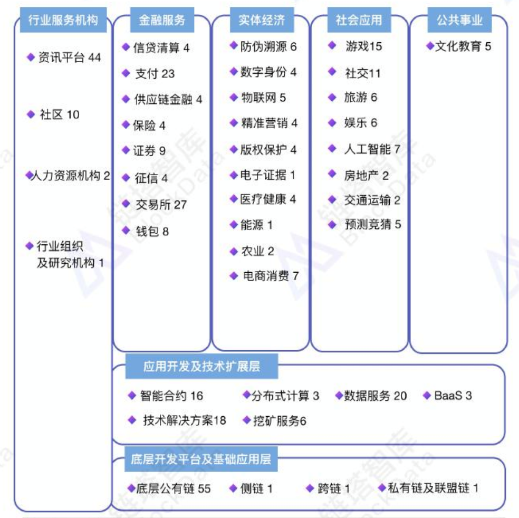 行业服务机构
资讯平台 44
社区 10
人力资源机构 2
行业组织
及研究机构 1
金融服务
信贷清算 4
支付 23
供应链金融 4
保险 4
证券 9
征信 4
交易所 27
钱包 8
实体经济
防伪溯源 6
数字身份 4
物联网 5
精准营销 4
版权保护 4
电子证据 1
医疗健康 4
能源 1
农业 2
电商消费 7
社会应用
游戏15
社交11
旅游 6
娱乐 6
人工智能 7
房地产 2
交通运输 2
预测竞猜 5
公共事业
文化教育 5
应用开发及技术扩展层
智能合约 16 分布式计算 3 数据服务 20 BaaS 3
技术解决方案18 挖矿服务6
底层开发平台及基础应用层
底层公有链 55 侧链 1 跨链 1 私有链及联盟链 1
链塔智库
BlockData